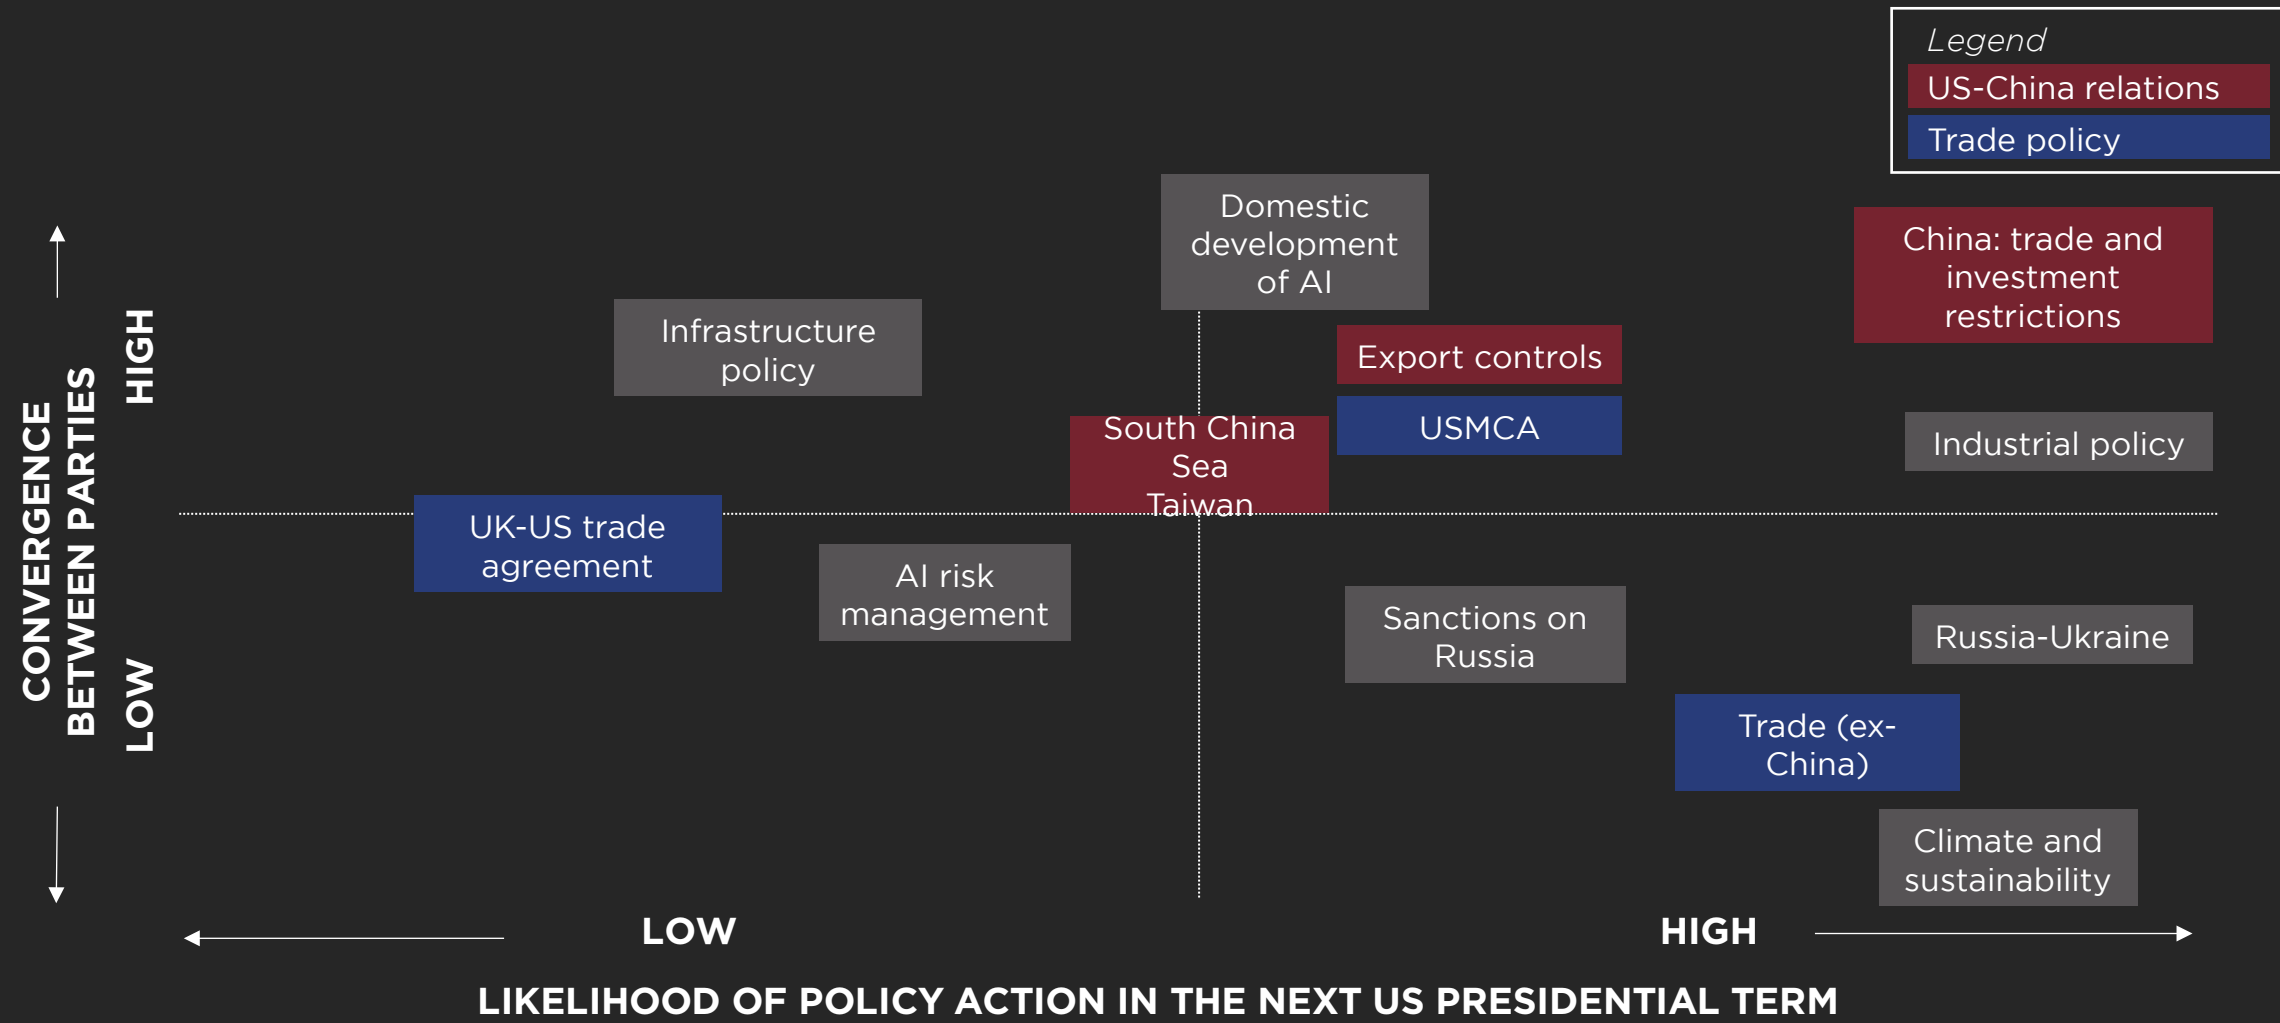 Legend
US-China relations
Trade policy
Domestic
development
of AI
China: trade and
investment
restrictions
Infrastructure
policy
Export controls
USMCA
South China
Sea
Taiwan
Industrial policy
UK-US trade
agreement
AI risk
management
Sanctions on
Russia
Russia-Ukraine
Trade (ex-
China)
Climate and
sustainability
CONVERGENCE
BETWEEN PARTIES
HIGH
LOW
LOW
HIGH
LIKELIHOOD OF POLICY ACTION IN THE NEXT US PRESIDENTIAL TERM